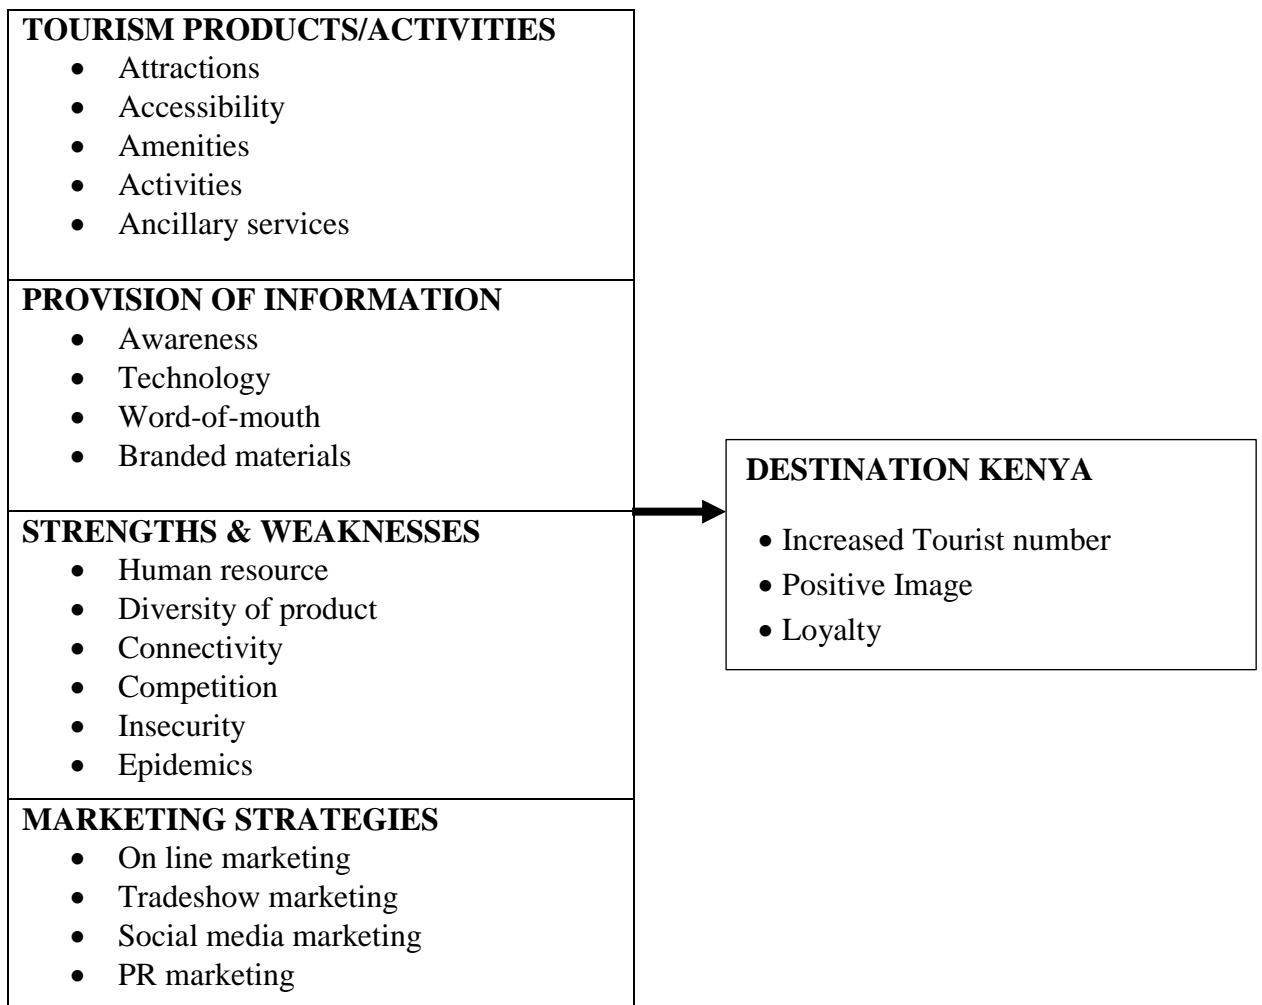 TOURISM PRODUCTS/ACTIVITIES
• Attractions
• Accessibility
• Amenities
• Activities
• Ancillary services
PROVISION OF INFORMATION
• Awareness
• Technology
• Word-of-mouth
• Branded materials
STRENGTHS & WEAKNESSES
• Human resource
• Diversity of product
• Connectivity
• Competition
• Insecurity
• Epidemics
MARKETING STRATEGIES
• On line marketing
• Tradeshow marketing
• Social media marketing
• PR marketing
DESTINATION KENYA
• Increased Tourist number
• Positive Image
• Loyalty